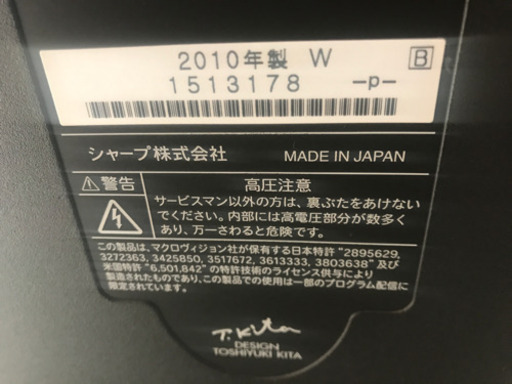 2010年製 W B
1513178 -p-
シャープ株式会社 MADE IN JAPAN
⚠警告 高圧注意
サービスマン以外の方は、裏ぶたをあけない
でください。内部には高電圧部分が数多く
あり、万一さわると危険です。
この製品は、マクロヴィジョン社が保有する日本特許"2895629,
3272363, 3425850, 3517672, 3613333, 3803638"及び
米国特許"6,501,842"の特許技術のライセンス供与により
製造されたものであり、この製品での使用は一部のプログラム配信に
限定されています。
T.Kita
DESIGN
TOSHIYUKI KITA